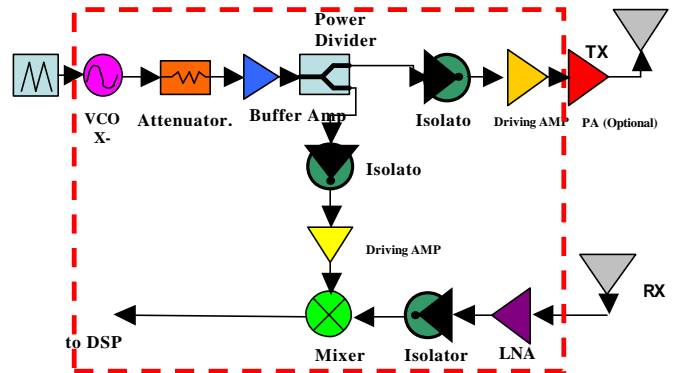 Power
Divider
TX
VCO
X-
Attenuator.
Buffer Amp
Isolato
Driving AMP
PA (Optional)
Isolato
Driving AMP
RX
to DSP
Mixer
Isolator
LNA